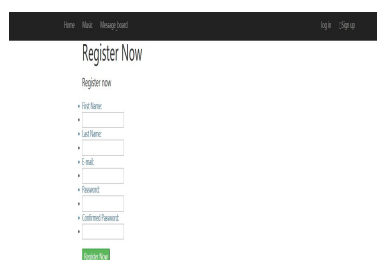 Home Music Message board log in Sign up
Register Now
Register now
First Name:
Last Name:
E-mail:
Password:
Confirmed Password:
Register Now